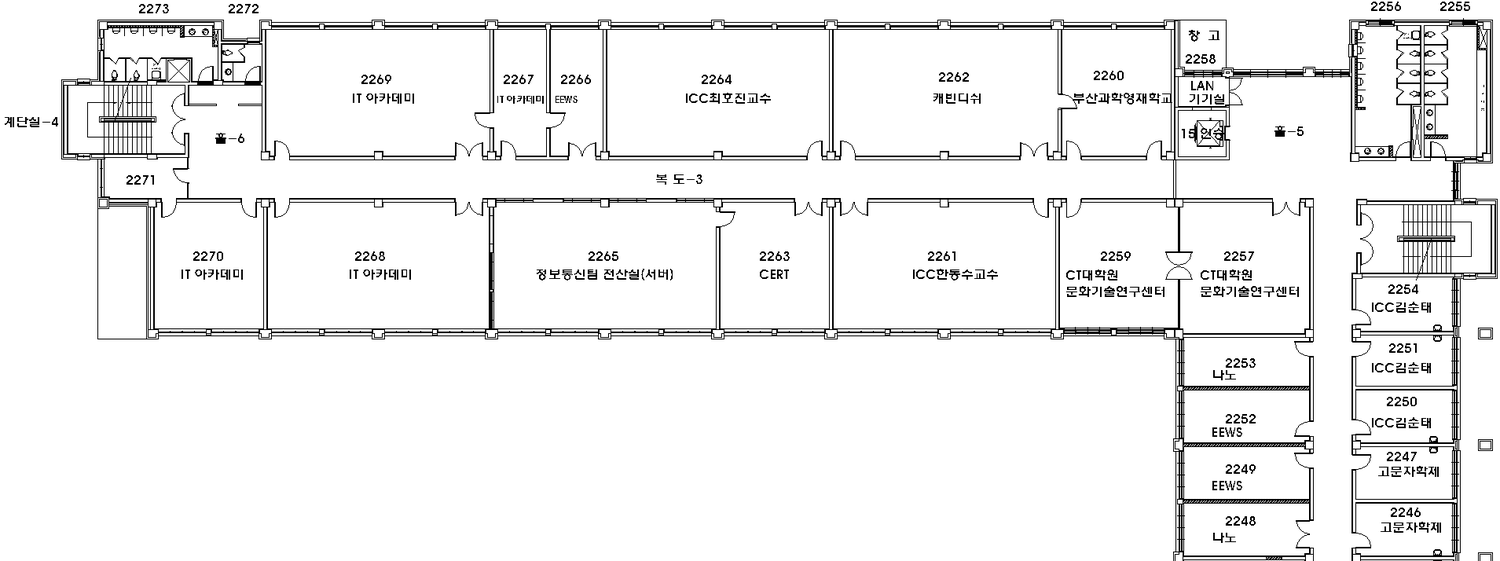 2273
2272
2256
2255
창 고
2258
2269
IT 아카데미
2267
IT 아카데미
2266
EEWS
2264
ICC최호진교수
2262
캐빈디쉬
2260
부산과학영재학교
LAN
기기실
계단실-4
홀-6
15인승
홀-5
2271
복 도-3
2270
IT 아카데미
2268
IT 아카데미
2265
정보통신팀 전산실(서버)
2263
CERT
2261
ICC한동수교수
2259
CT대학원
문화기술연구센터
2257
CT대학원
문화기술연구센터
2254
ICC김순태
2253
나노
2251
ICC김순태
2252
EEWS
2250
ICC김순태
2249
EEWS
2247
고분자학제
2248
나노
2246
고분자학제